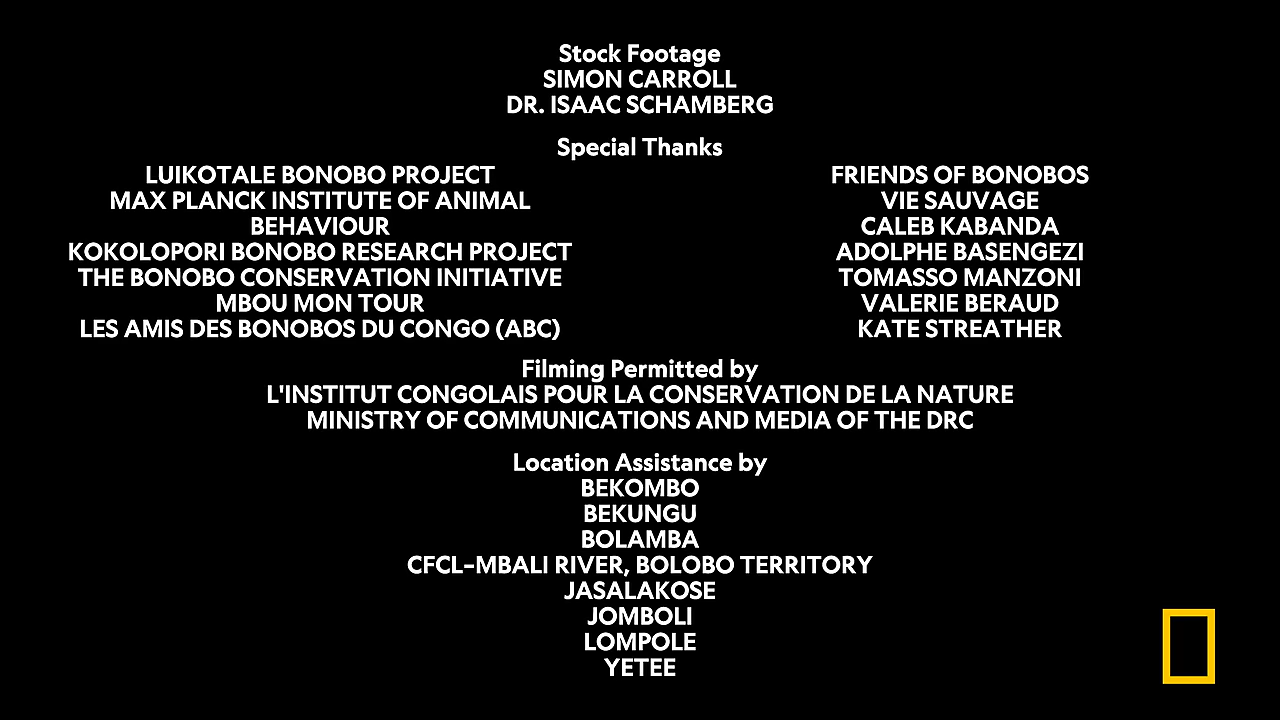 Stock Footage
SIMON CARROLL
DR. ISAAC SCHAMBERG
Special Thanks
LUIKOTALE BONOBO PROJECT
MAX PLANCK INSTITUTE OF ANIMAL
BEHAVIOUR
KOKOLOPORI BONOBO RESEARCH PROJECT
THE BONOBO CONSERVATION INITIATIVE
MBOU MON TOUR
LES AMIS DES BONOBOS DU CONGO (ABC)
FRIENDS OF BONOBOS
VIE SAUVAGE
CALEB KABANDA
ADOLPHE BASENGEZI
TOMASSO MANZONI
VALERIE BERAUD
KATE STREATHER
Filming Permitted by
L'INSTITUT CONGOLAIS POUR LA CONSERVATION DE LA NATURE
MINISTRY OF COMMUNICATIONS AND MEDIA OF THE DRC
Location Assistance by
BEKOMBO
BEKUNGU
BOLAMBA
CFCL-MBALI RIVER, BOLOBO TERRITORY
JASALAKOSE
JOMBOLI
LOMPOLE
YETEE